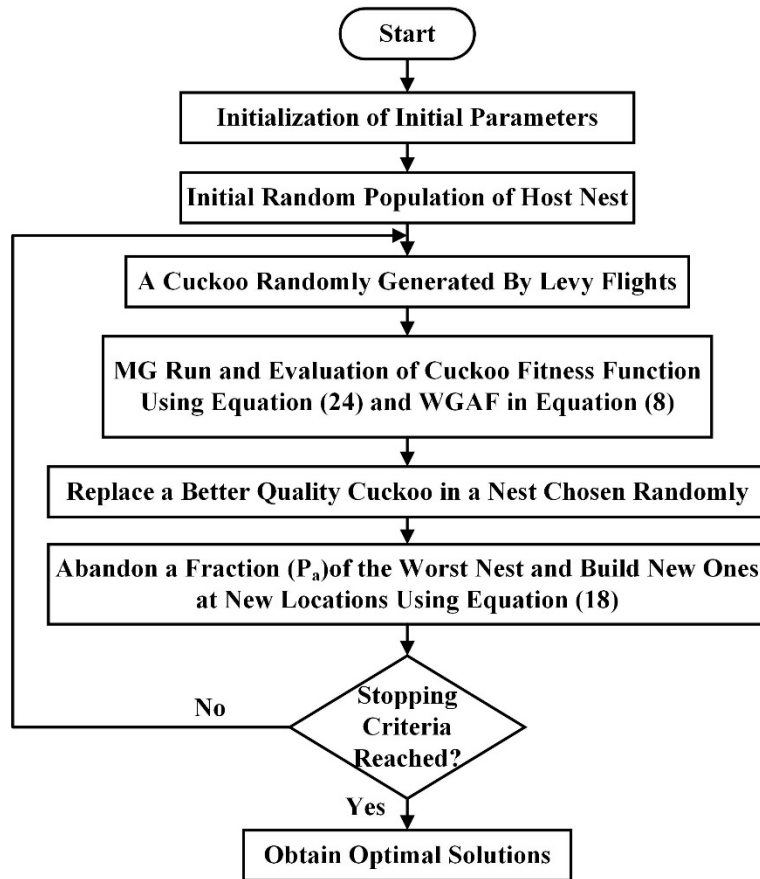 Start
Initialization of Initial Parameters
Initial Random Population of Host Nest
A Cuckoo Randomly Generated By Levy Flights
MG Run and Evaluation of Cuckoo Fitness Function
Using Equation (24) and WGAF in Equation (8)
Replace a Better Quality Cuckoo in a Nest Chosen Randomly
Abandon a Fraction (Pₐ)of the Worst Nest and Build New Ones
at New Locations Using Equation (18)
Stopping
Criteria
Reached?
No
Yes
Obtain Optimal Solutions